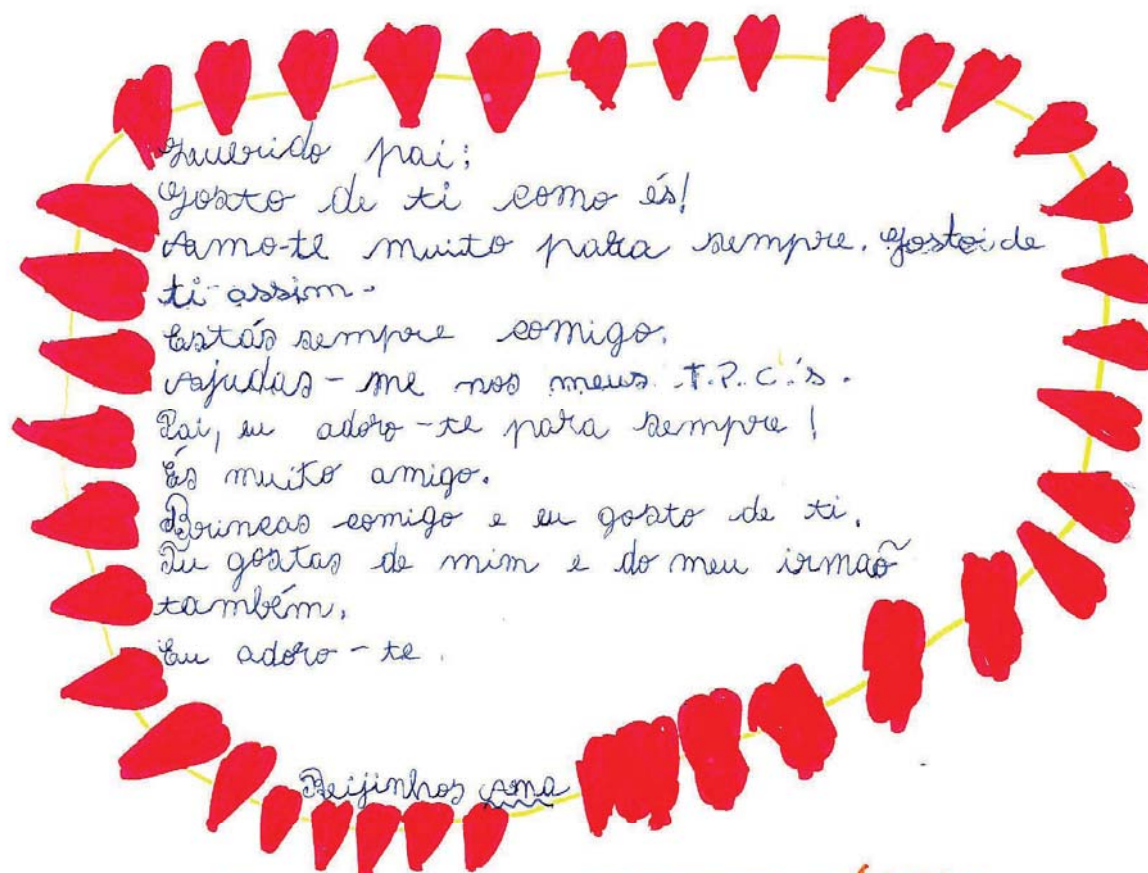 Querido pai;
Gosto de ti como és!
Amo-te muito para sempre. Gosto de
ti assim.
Estás sempre comigo.
Ajudas-me nos meus T.P.C.'s.
Pai, eu adoro-te para sempre!
És muito amigo.
Brincas comigo e eu gosto de ti.
Tu gostas de mim e do meu irmaõ
também.
Eu adoro-te.
Beijinhos Ana